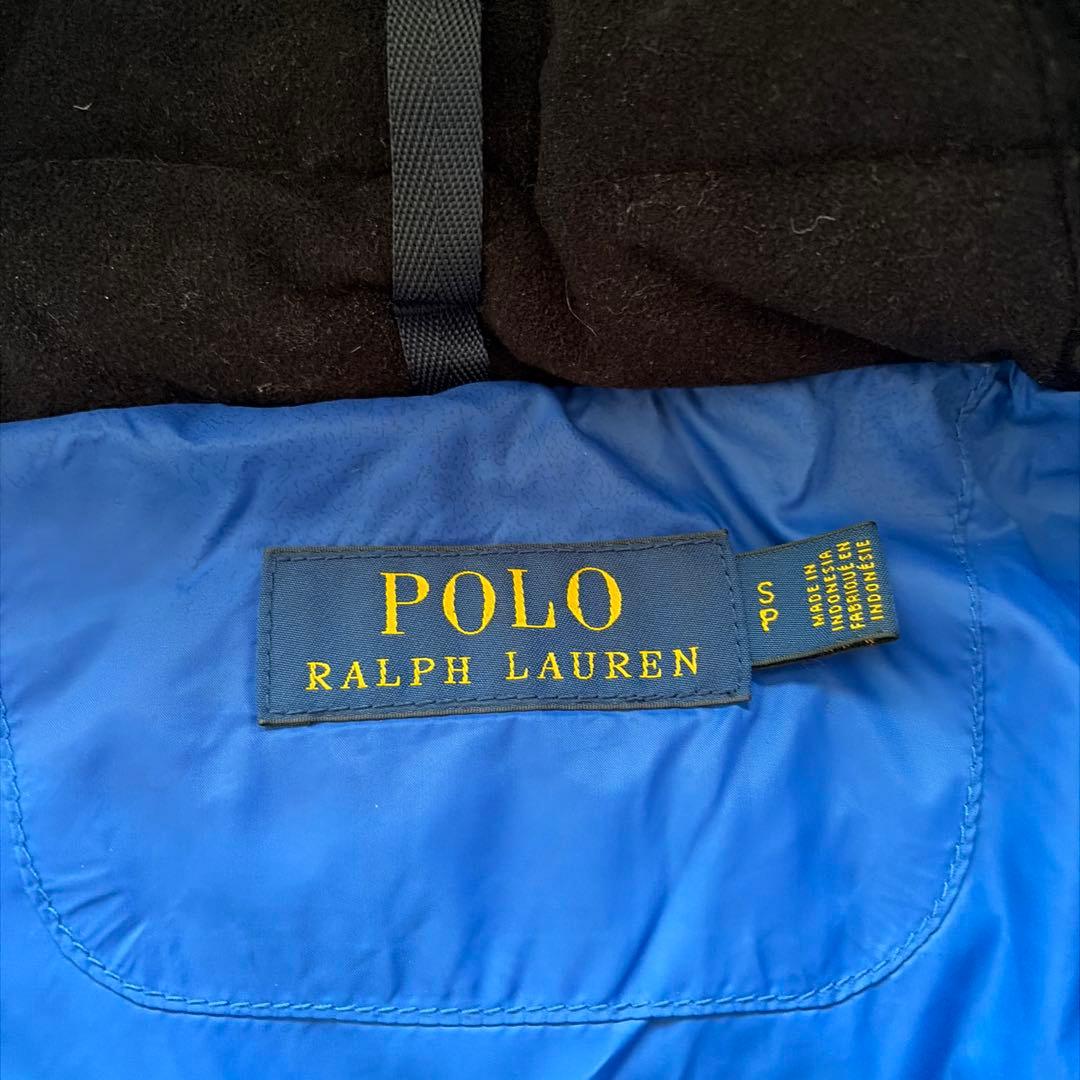 POLO
RALPH LAUREN
S
P
MADE IN
INDONESIA
FABRIQUÉ EN
INDONÉSIE